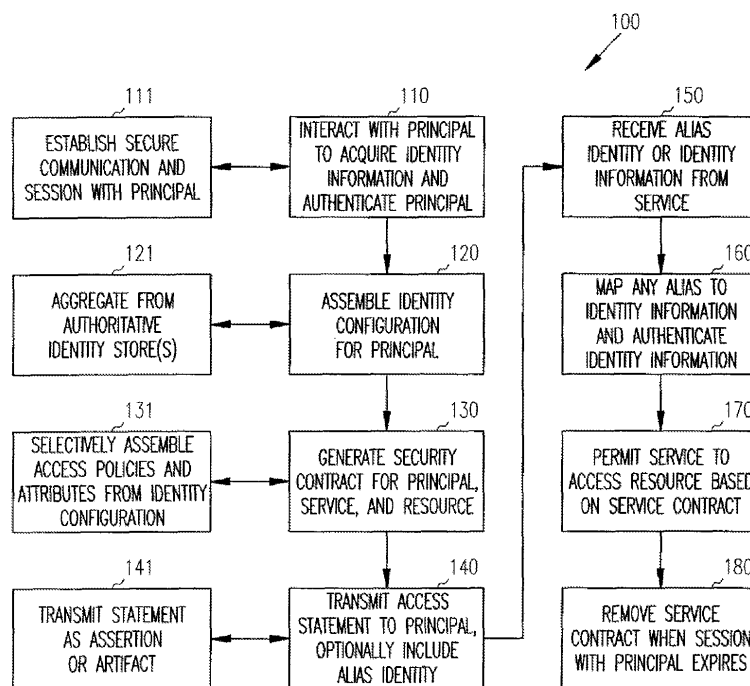 100
111
ESTABLISH SECURE
COMMUNICATION AND
SESSION WITH PRINCIPAL
110
INTERACT WITH PRINCIPAL
TO ACQUIRE IDENTITY
INFORMATION AND
AUTHENTICATE PRINCIPAL
121
AGGREGATE FROM
AUTHORITATIVE
IDENTITY STORE(S)
120
ASSEMBLE IDENTITY
CONFIGURATION
FOR PRINCIPAL
131
SELECTIVELY ASSEMBLE
ACCESS POLICIES AND
ATTRIBUTES FROM IDENTITY
CONFIGURATION
130
GENERATE SECURITY
CONTRACT FOR PRINCIPAL,
SERVICE, AND RESOURCE
141
TRANSMIT STATEMENT
AS ASSERTION
OR ARTIFACT
140
TRANSMIT ACCESS
STATEMENT TO PRINCIPAL,
OPTIONALLY INCLUDE
ALIAS IDENTITY
150
RECEIVE ALIAS
IDENTITY OR IDENTITY
INFORMATION FROM
SERVICE
160
MAP ANY ALIAS TO
IDENTITY INFORMATION
AND AUTHENTICATE
IDENTITY INFORMATION
170
PERMIT SERVICE TO
ACCESS RESOURCE BASED
ON SERVICE CONTRACT
180
REMOVE SERVICE
CONTRACT WHEN SESSION
WITH PRINCIPAL EXPIRES